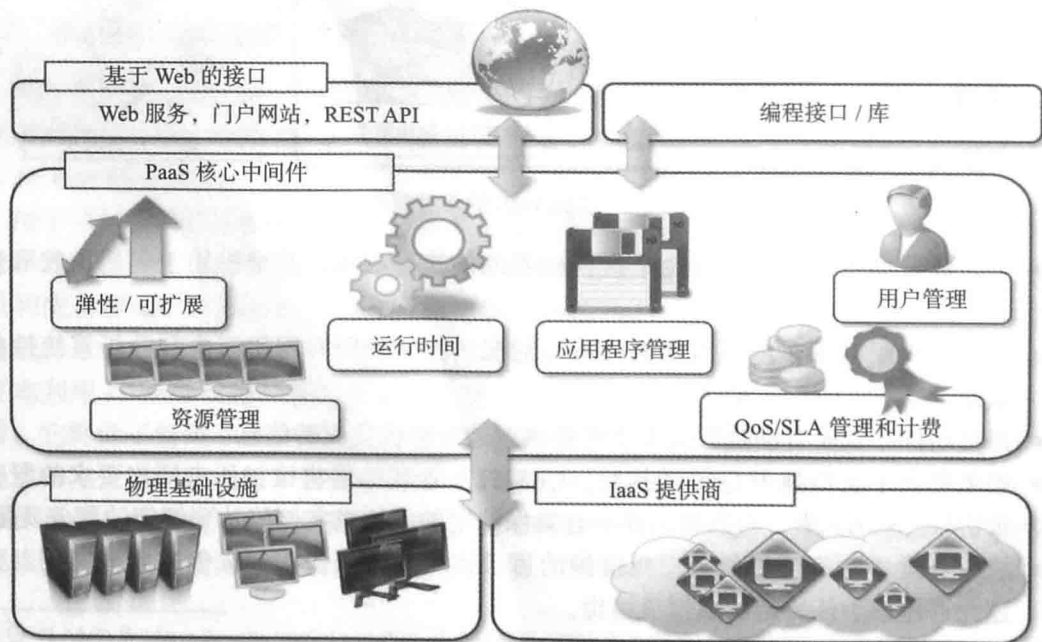 基于 Web 的接口
Web 服务，门户网站，REST API
编程接口 / 库
PaaS 核心中间件
弹性 / 可扩展
运行时间
应用程序管理
用户管理
资源管理
QoS/SLA 管理和计费
物理基础设施
IaaS 提供商